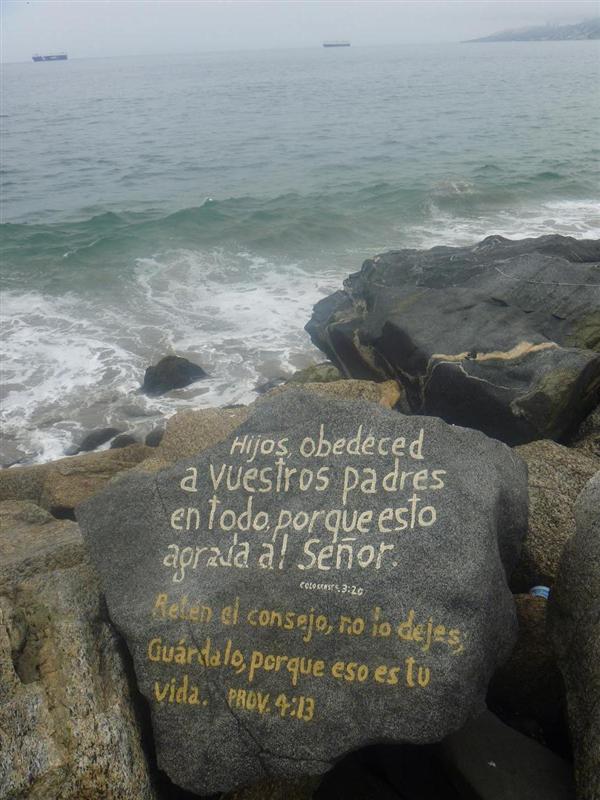 Hijos, obedeced
a vuestros padres
en todo, porque esto
agrada al Señor.
COLOSENSES. 3:20
Reten el consejo, no lo dejes,
Guárdalo, porque eso es tu
vida. PROV. 4:13